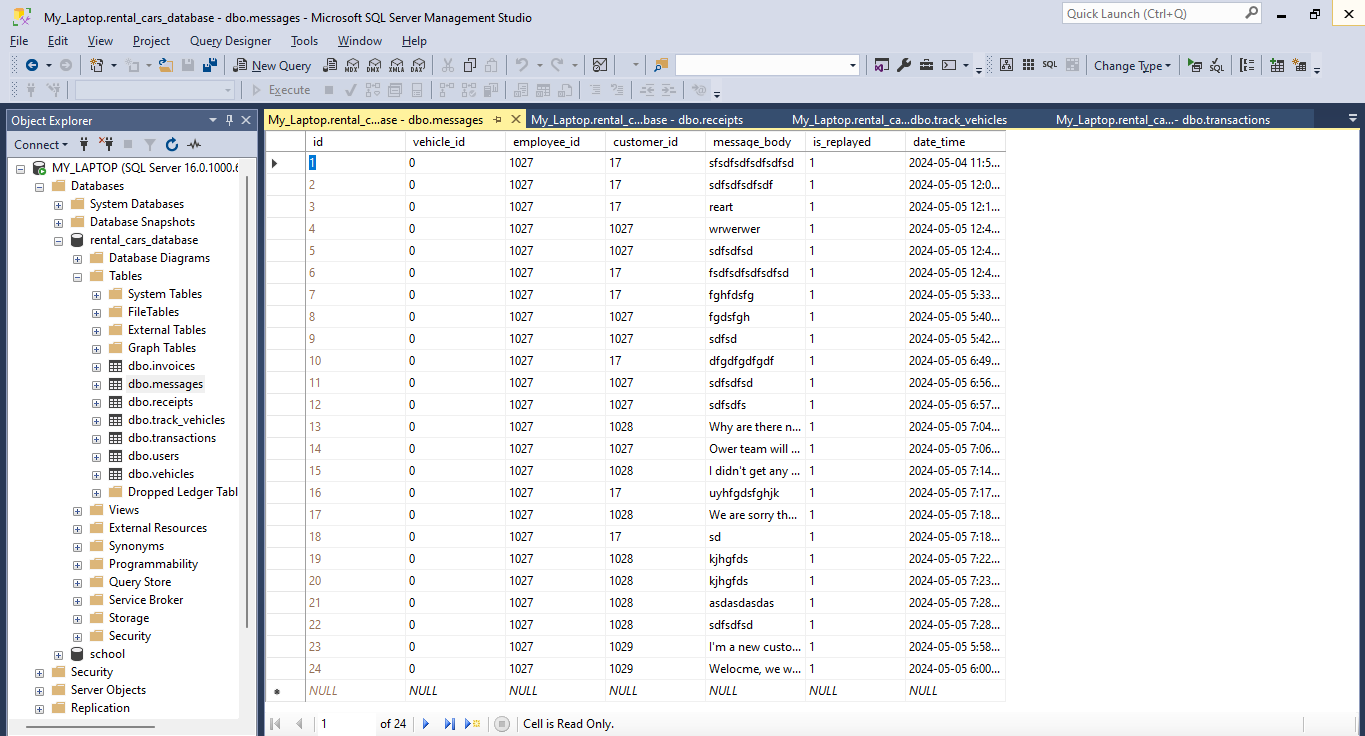 My_Laptop.rental_cars_database - dbo.messages - Microsoft SQL Server Management Studio
Quick Launch (Ctrl+Q)
File Edit View Project Query Designer Tools Window Help
New Query MDX DMX XMLA DAX SQL Change Type SQL
Execute
Object Explorer
My_Laptop.rental_c...ase - dbo.messages My_Laptop.rental_c...base - dbo.receipts My_Laptop.rental_ca...dbo.track_vehicles My_Laptop.rental_ca...- dbo.transactions
Connect
MY_LAPTOP (SQL Server 16.0.1000.6
Databases
System Databases
Database Snapshots
rental_cars_database
Database Diagrams
Tables
System Tables
FileTables
External Tables
Graph Tables
dbo.invoices
dbo.messages
dbo.receipts
dbo.track_vehicles
dbo.transactions
dbo.users
dbo.vehicles
Dropped Ledger Tabl
Views
External Resources
Synonyms
Programmability
Query Store
Service Broker
Storage
Security
school
Security
Server Objects
Replication
id vehicle_id employee_id customer_id message_body is_replayed date_time
1 0 1027 17 sfsdfsdfsdfsdfsd 1 2024-05-04 11:5...
2 0 1027 17 sdfsdfsdfsdf 1 2024-05-05 12:0...
3 0 1027 17 reart 1 2024-05-05 12:1...
4 0 1027 1027 wrwerwer 1 2024-05-05 12:4...
5 0 1027 1027 sdfsdfsd 1 2024-05-05 12:4...
6 0 1027 17 fsdfsdfsdfsdfsd 1 2024-05-05 12:4...
7 0 1027 17 fghfdsfg 1 2024-05-05 5:33...
8 0 1027 1027 fgdsfgh 1 2024-05-05 5:40...
9 0 1027 1027 sdfsd 1 2024-05-05 5:42...
10 0 1027 17 dfgdfgdfgdf 1 2024-05-05 6:49...
11 0 1027 1027 sdfsdfsd 1 2024-05-05 6:56...
12 0 1027 1027 sdfsdfs 1 2024-05-05 6:57...
13 0 1027 1028 Why are there n... 1 2024-05-05 7:04...
14 0 1027 1027 Ower team will ... 1 2024-05-05 7:06...
15 0 1027 1028 I didn't get any ... 1 2024-05-05 7:14...
16 0 1027 17 uyhfgdsfghjk 1 2024-05-05 7:17...
17 0 1027 1028 We are sorry th... 1 2024-05-05 7:18...
18 0 1027 17 sd 1 2024-05-05 7:18...
19 0 1027 1028 kjhgfds 1 2024-05-05 7:22...
20 0 1027 1028 kjhgfds 1 2024-05-05 7:23...
21 0 1027 1028 asdasdasdas 1 2024-05-05 7:28...
22 0 1027 1028 sdfsdfsd 1 2024-05-05 7:28...
23 0 1027 1029 I'm a new custo... 1 2024-05-06 5:58...
24 0 1027 1029 Welocme, we w... 1 2024-05-06 6:00...
NULL NULL NULL NULL NULL NULL NULL
1 of 24 Cell is Read Only.